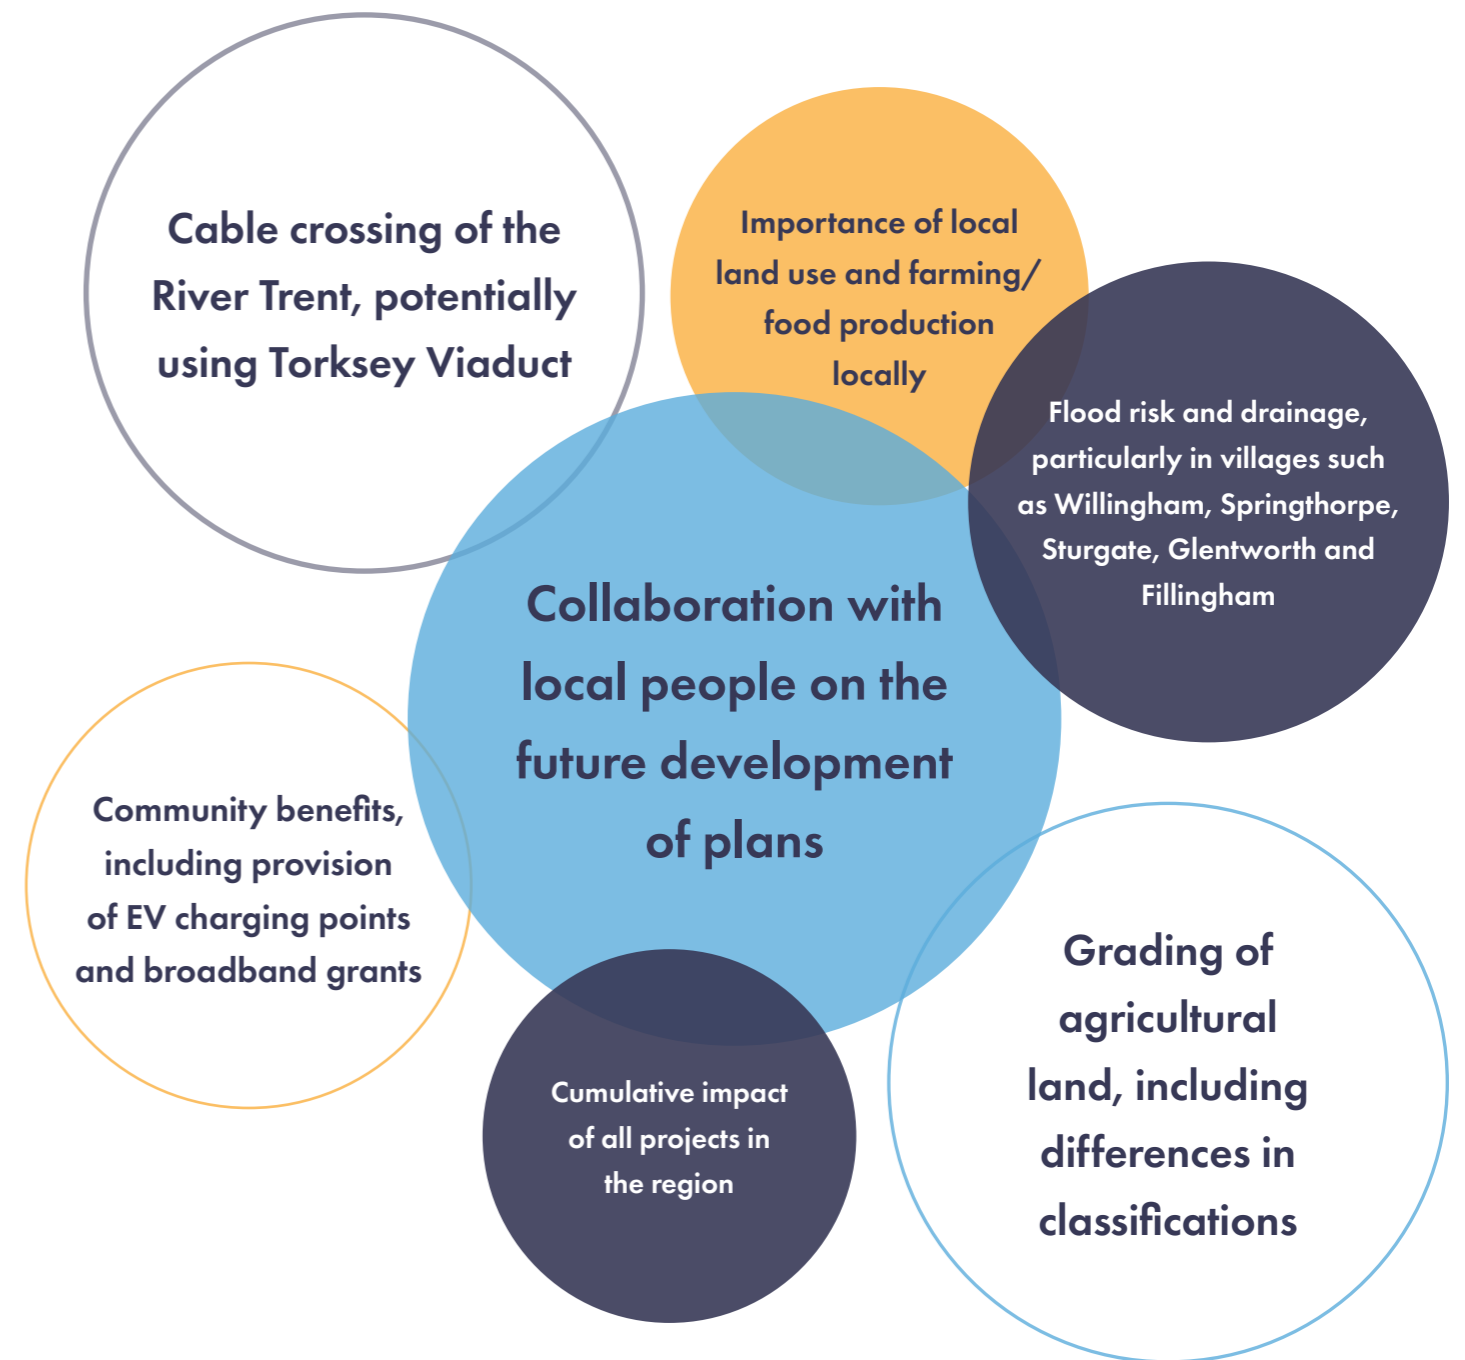 Cable crossing of the
River Trent, potentially
using Torksey Viaduct
Importance of local
land use and farming/
food production
locally
Flood risk and drainage,
particularly in villages such
as Willingham, Springthorpe,
Sturgate, Glentworth and
Fillingham
Collaboration with
local people on the
future development
of plans
Community benefits,
including provision
of EV charging points
and broadband grants
Cumulative impact
of all projects in
the region
Grading of
agricultural
land, including
differences in
classifications